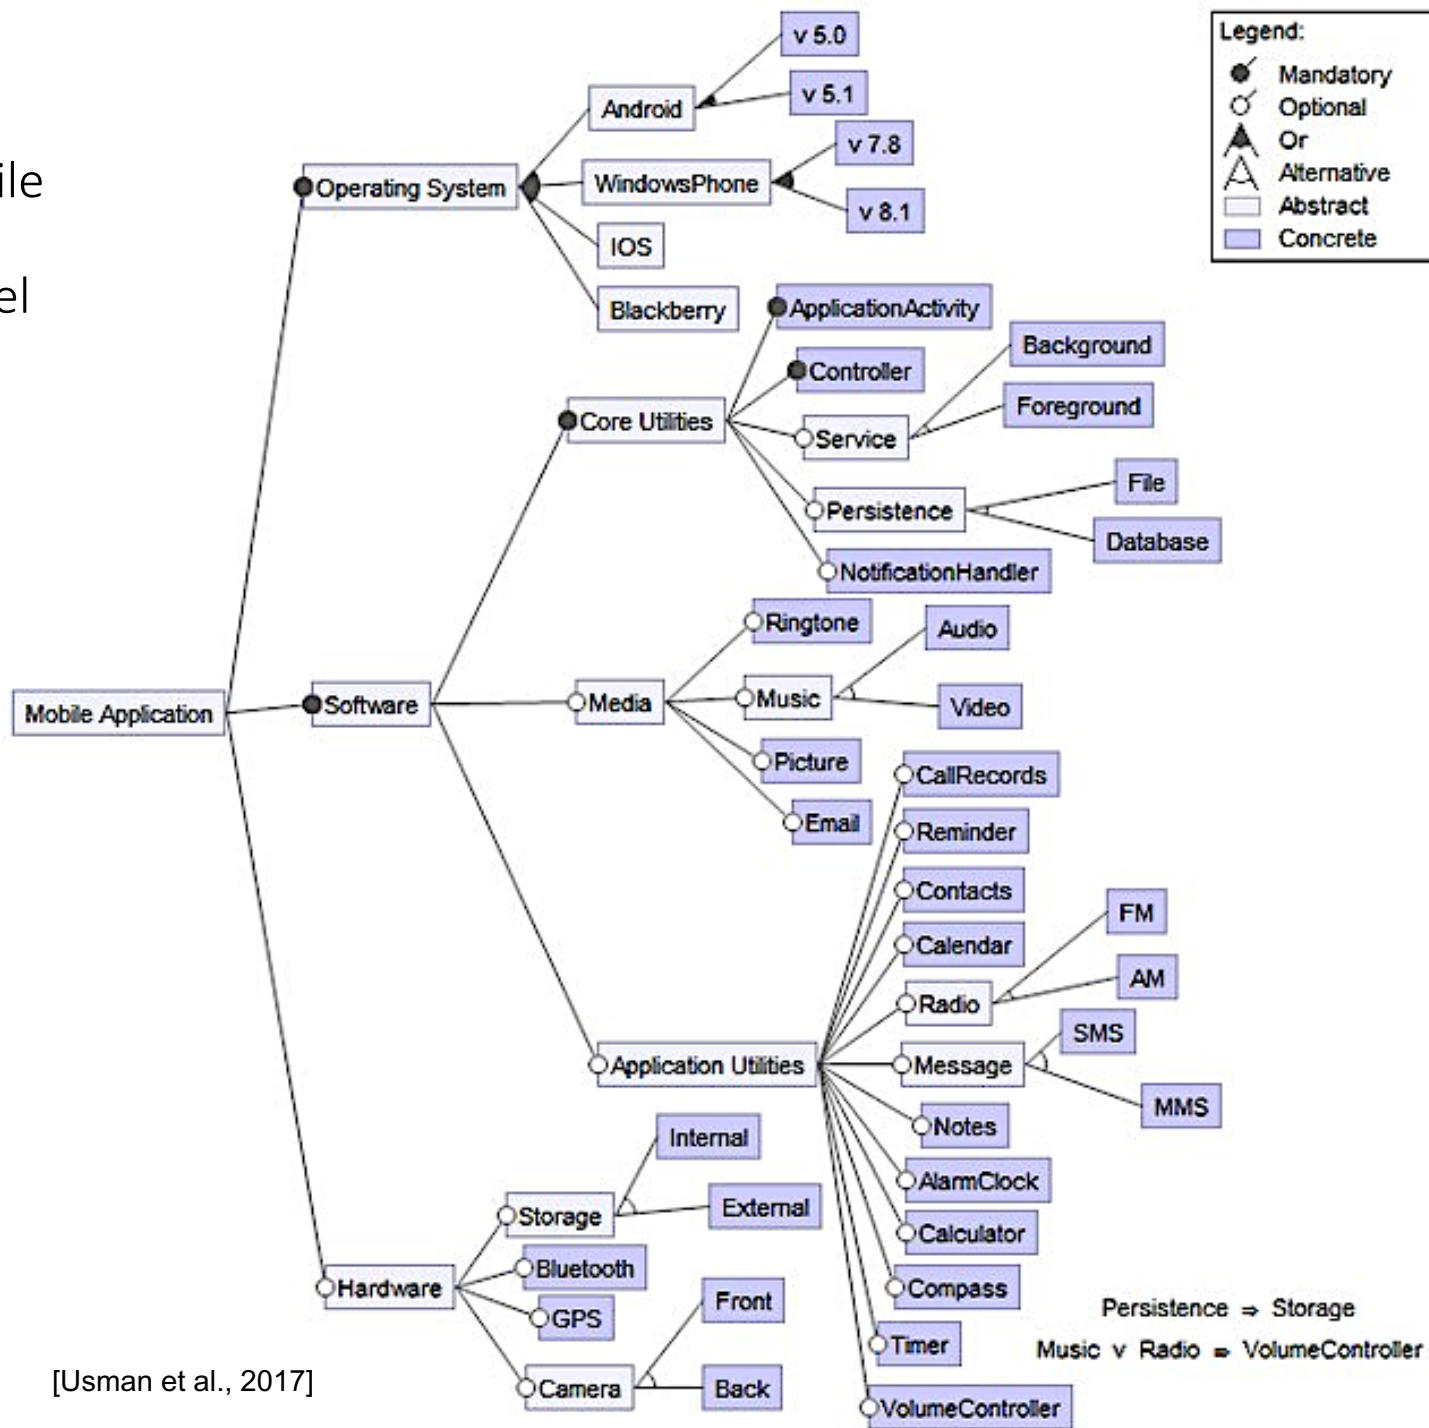 ile
el
Legend:
Mandatory
Optional
Or
Alternative
Abstract
Concrete
Mobile Application
Operating System
Android
v 5.0
v 5.1
WindowsPhone
v 7.8
v 8.1
IOS
Blackberry
Software
Core Utilities
ApplicationActivity
Controller
Service
Background
Foreground
Persistence
File
Database
NotificationHandler
Media
Ringtone
Music
Audio
Video
Picture
Email
Application Utilities
CallRecords
Reminder
Contacts
Calendar
Radio
FM
AM
Message
SMS
MMS
Notes
AlarmClock
Calculator
Compass
Timer
VolumeController
Hardware
Storage
Internal
External
Bluetooth
GPS
Camera
Front
Back
Persistence ⇒ Storage
Music v Radio ⇒ VolumeController
[Usman et al., 2017]